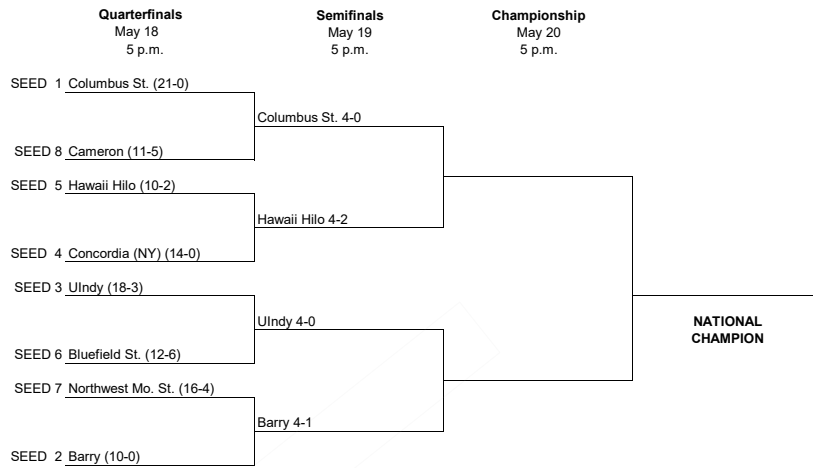 Quarterfinals
May 18
5 p.m.
Semifinals
May 19
5 p.m.
Championship
May 20
5 p.m.
SEED 1 Columbus St. (21-0)
Columbus St. 4-0
SEED 8 Cameron (11-5)
SEED 5 Hawaii Hilo (10-2)
Hawaii Hilo 4-2
SEED 4 Concordia (NY) (14-0)
SEED 3 UIndy (18-3)
UIndy 4-0
NATIONAL
CHAMPION
SEED 6 Bluefield St. (12-6)
SEED 7 Northwest Mo. St. (16-4)
Barry 4-1
SEED 2 Barry (10-0)